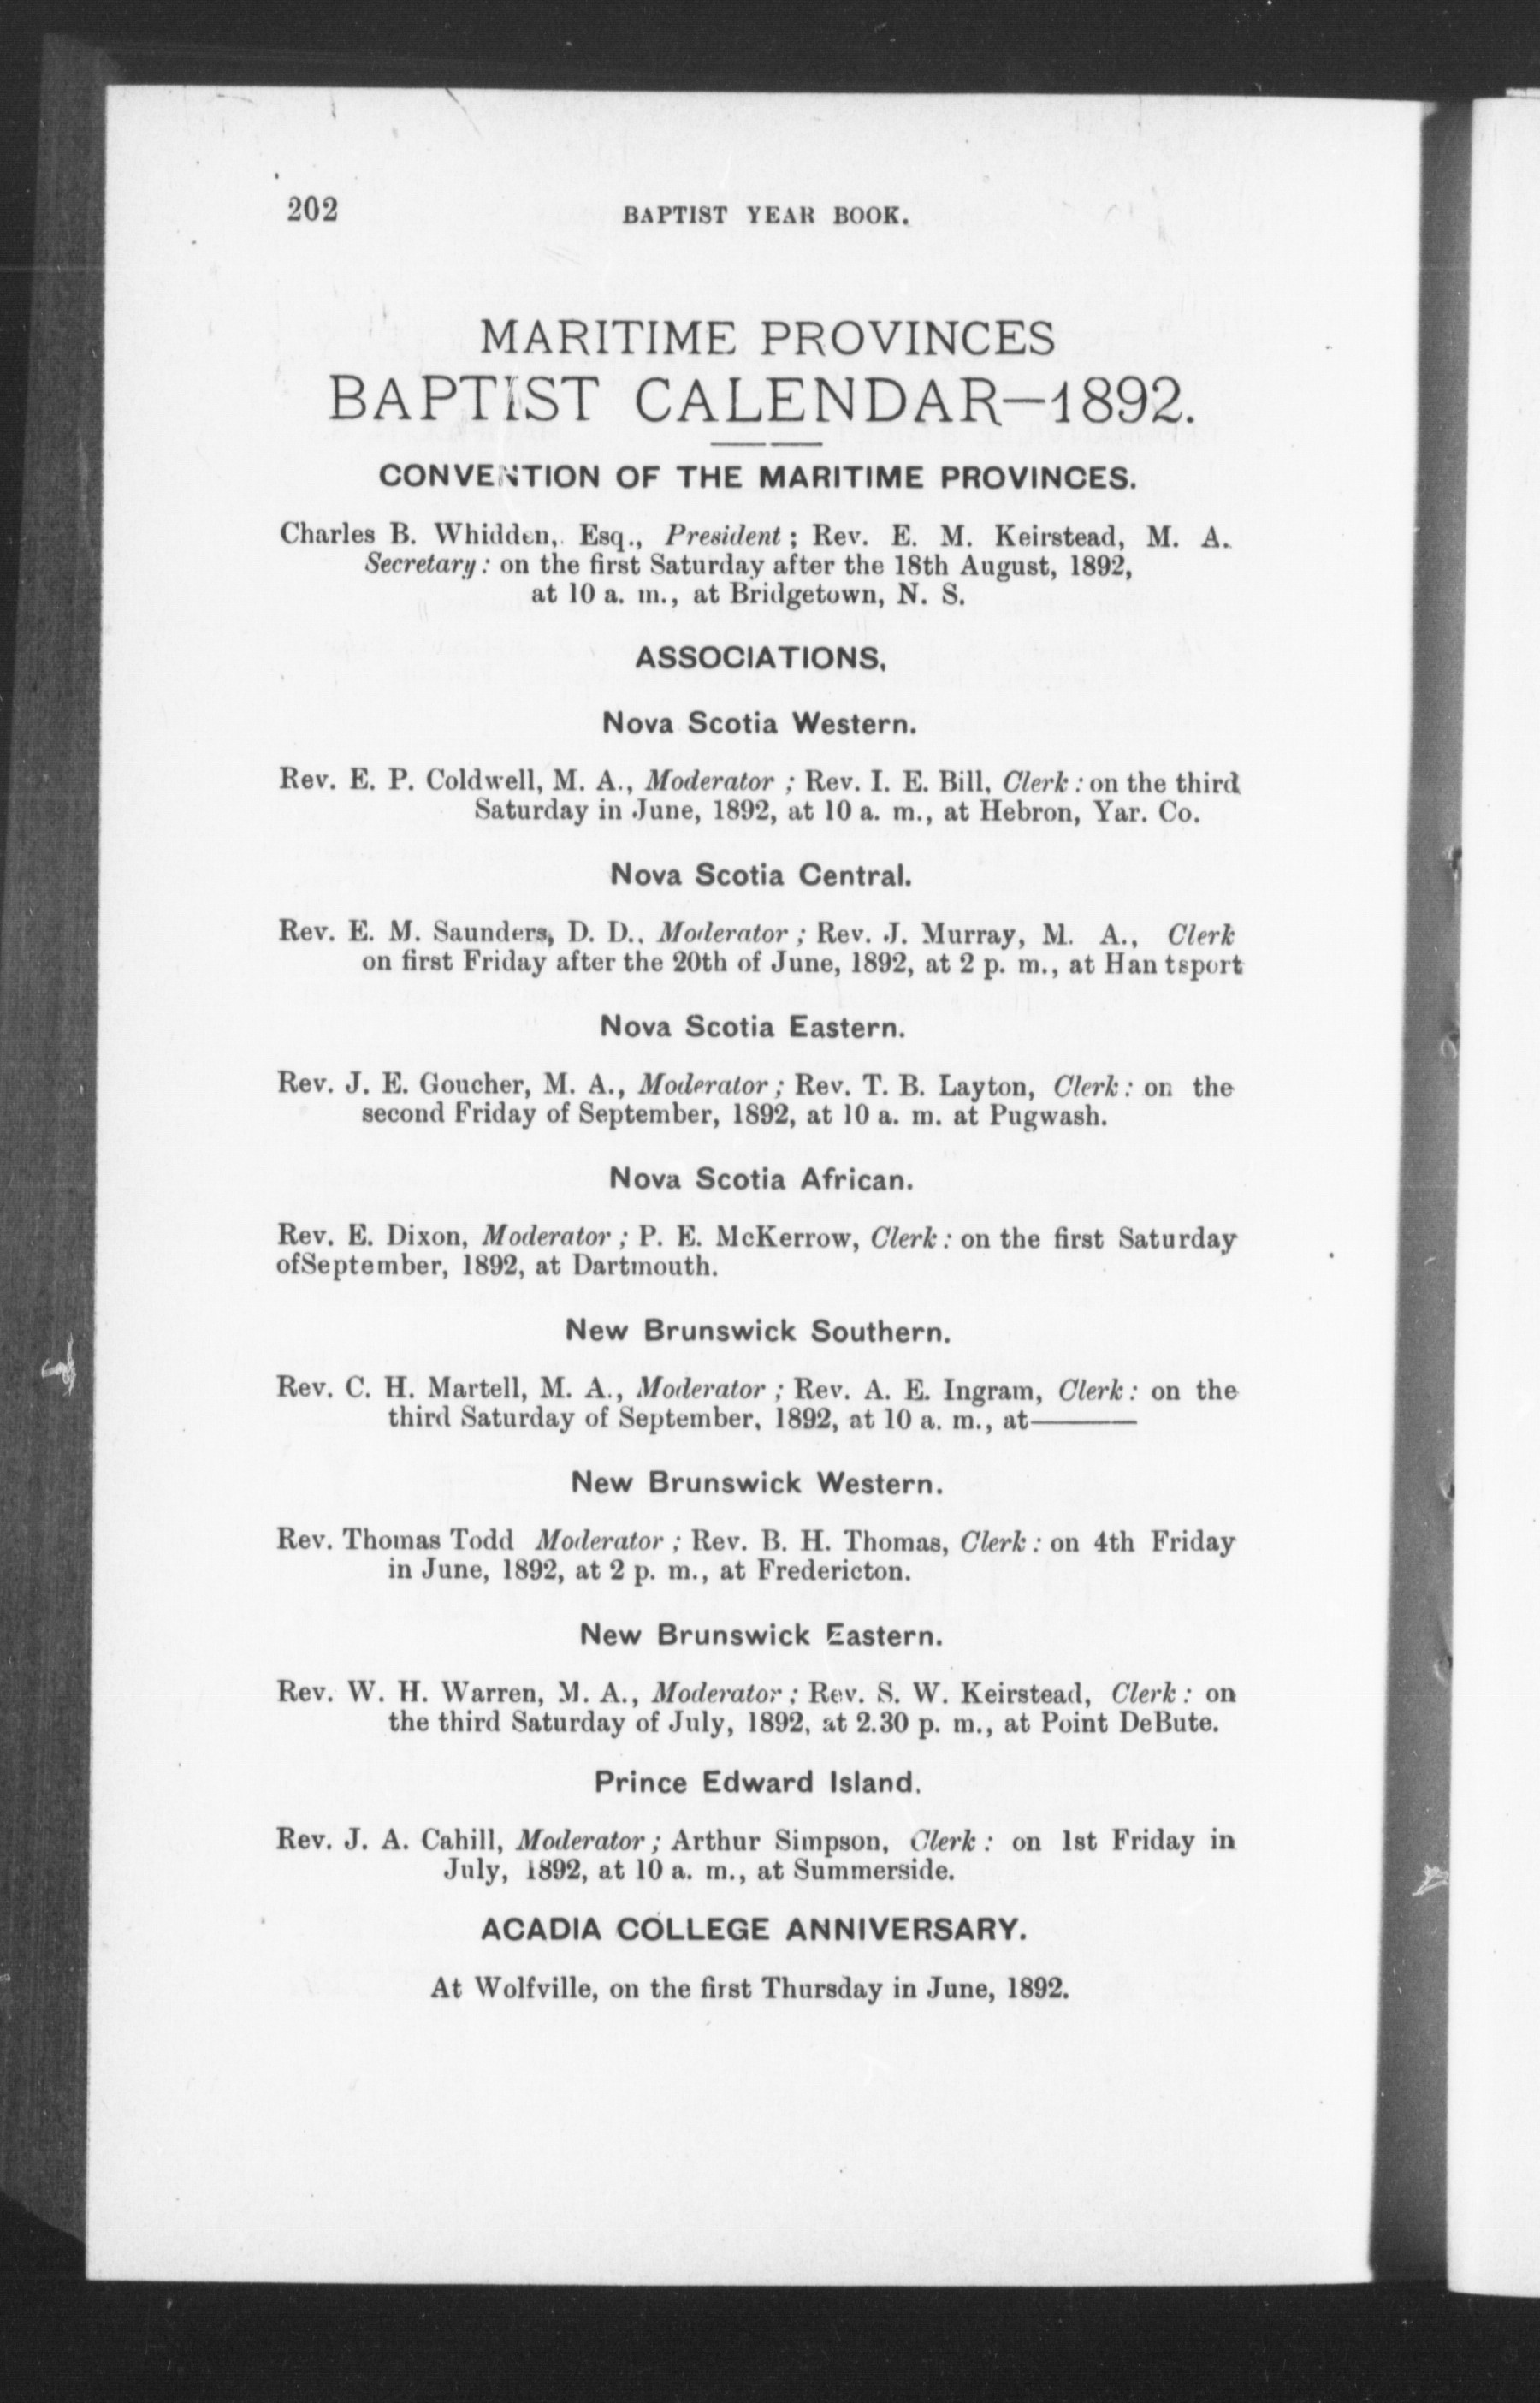 202
BAPTIST YEAR BOOK.
MARITIME PROVINCES
BAPTIST CALENDAR—1892.
CONVENTION OF THE MARITIME PROVINCES.
Charles B. Whidden, Esq., President; Rev. E. M. Keirstead, M. A.
Secretary: on the first Saturday after the 18th August, 1892,
at 10 a. m., at Bridgetown, N. S.
ASSOCIATIONS.
Nova Scotia Western.
Rev. E. P. Coldwell, M. A., Moderator; Rev. I. E. Bill, Clerk: on the third
Saturday in June, 1892, at 10 a. m., at Hebron, Yar. Co.
Nova Scotia Central.
Rev. E. M. Saunders, D. D., Moderator; Rev. J. Murray, M. A., Clerk
on first Friday after the 20th of June, 1892, at 2 p. m., at Hantsport
Nova Scotia Eastern.
Rev. J. E. Goucher, M. A., Moderator; Rev. T. B. Layton, Clerk: on the
second Friday of September, 1892, at 10 a. m. at Pugwash.
Nova Scotia African.
Rev. E. Dixon, Moderator; P. E. McKerrow, Clerk: on the first Saturday
ofSeptember, 1892, at Dartmouth.
New Brunswick Southern.
Rev. C. H. Martell, M. A., Moderator; Rev. A. E. Ingram, Clerk: on the
third Saturday of September, 1892, at 10 a. m., at———
New Brunswick Western.
Rev. Thomas Todd Moderator; Rev. B. H. Thomas, Clerk: on 4th Friday
in June, 1892, at 2 p. m., at Fredericton.
New Brunswick Eastern.
Rev. W. H. Warren, M. A., Moderator: Rev. S. W. Keirstead, Clerk: on
the third Saturday of July, 1892, at 2.30 p. m., at Point DeBute.
Prince Edward Island.
Rev. J. A. Cahill, Moderator; Arthur Simpson, Clerk: on 1st Friday in
July, 1892, at 10 a. m., at Summerside.
ACADIA COLLEGE ANNIVERSARY.
At Wolfville, on the first Thursday in June, 1892.